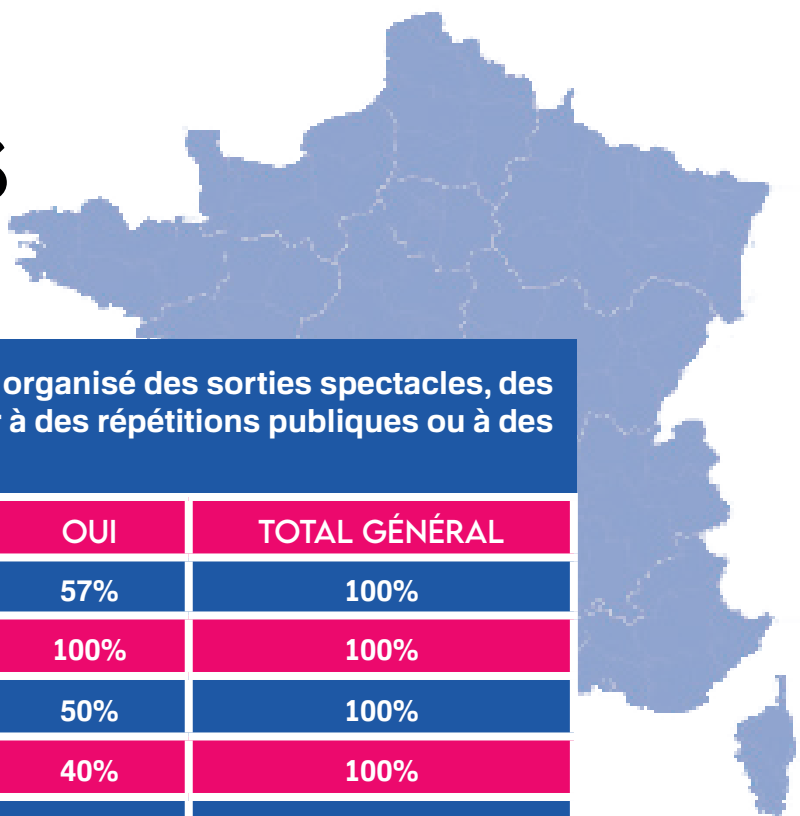 S
organisé des sorties spectacles, des
à des répétitions publiques ou à des
OUI TOTAL GÉNÉRAL
57% 100%
100% 100%
50% 100%
40% 100%